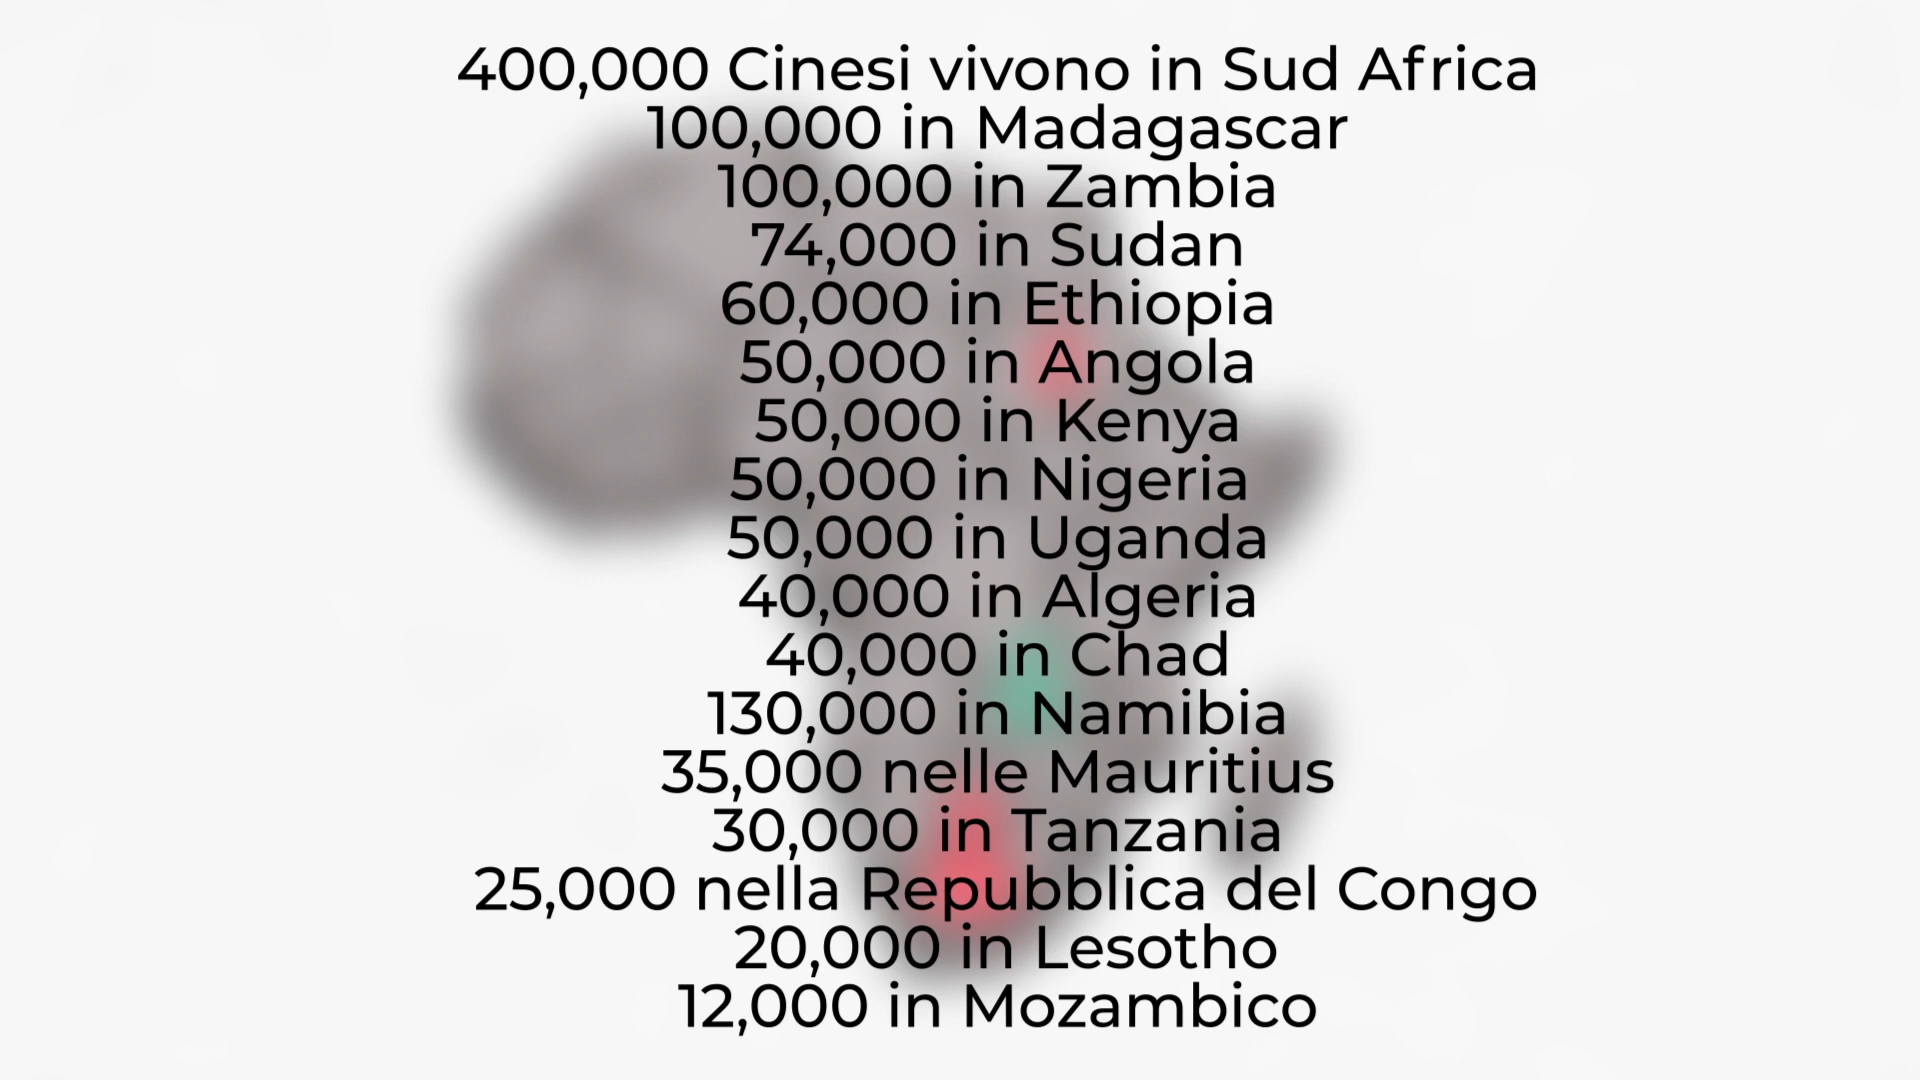 400,000 Cinesi vivono in Sud Africa
100,000 in Madagascar
100,000 in Zambia
74,000 in Sudan
60,000 in Ethiopia
50,000 in Angola
50,000 in Kenya
50,000 in Nigeria
50,000 in Uganda
40,000 in Algeria
40,000 in Chad
130,000 in Namibia
35,000 nelle Mauritius
30,000 in Tanzania
25,000 nella Repubblica del Congo
20,000 in Lesotho
12,000 in Mozambico